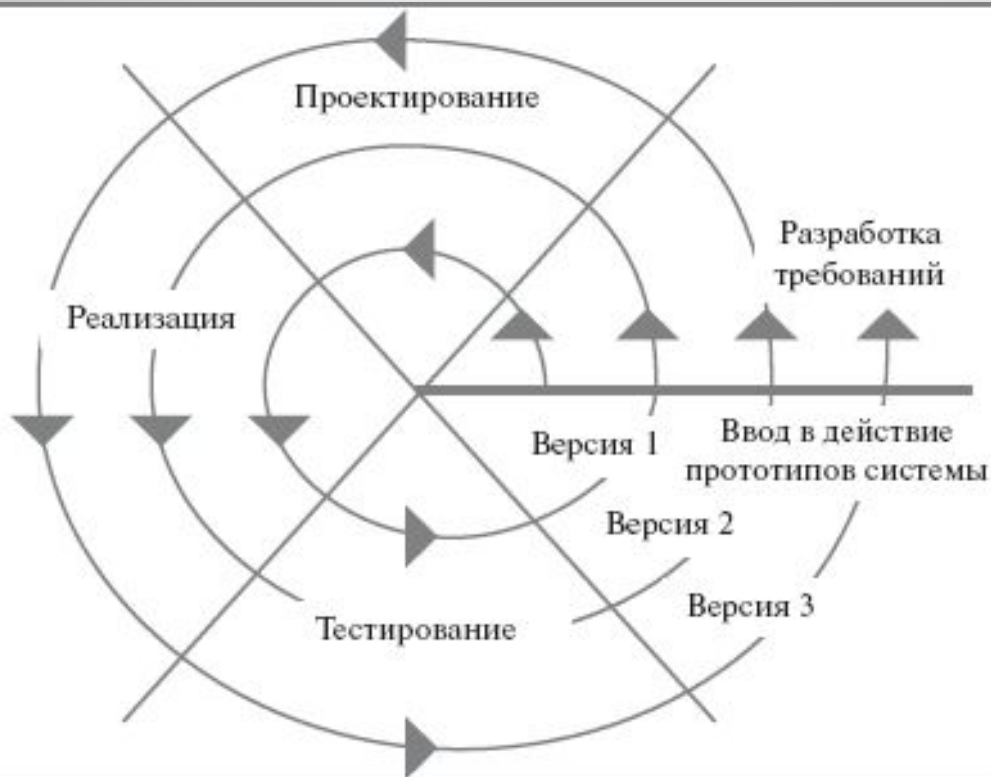 Проектирование
Разработка
требований
Реализация
Версия 1
Ввод в действие
прототипов системы
Версия 2
Версия 3
Тестирование